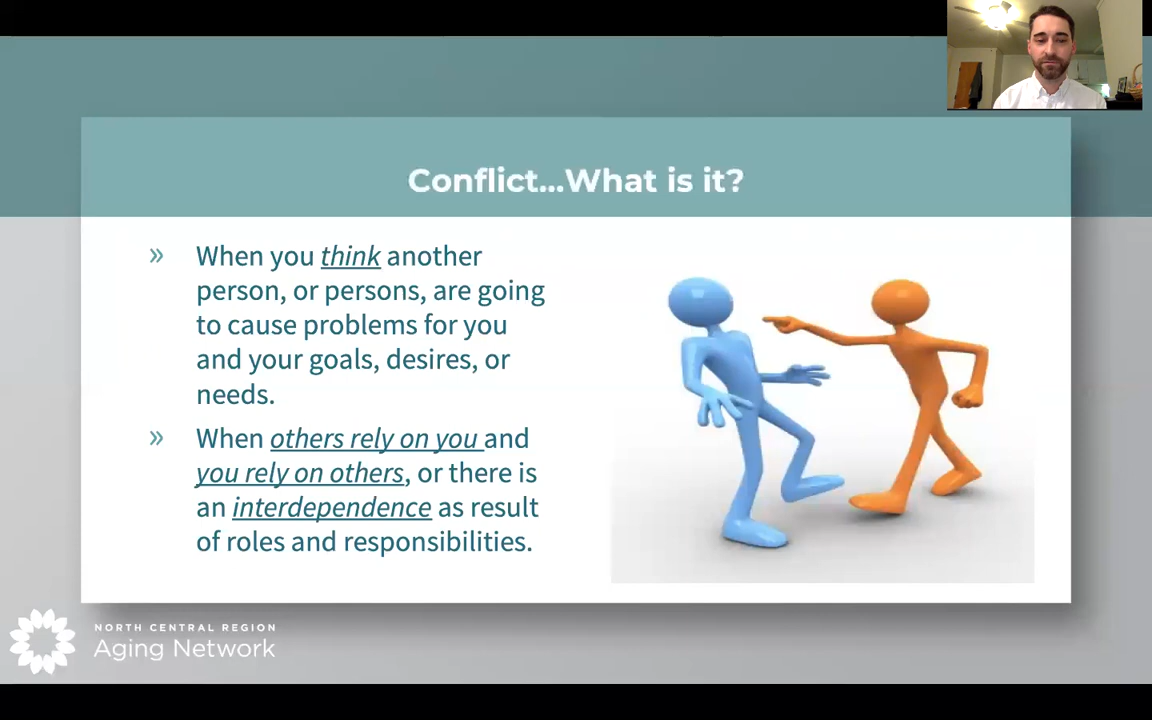 Conflict...What is it?
» When you think another
person, or persons, are going
to cause problems for you
and your goals, desires, or
needs.
» When others rely on you and
you rely on others, or there is
an interdependence as result
of roles and responsibilities.
NORTH CENTRAL REGION
Aging Network